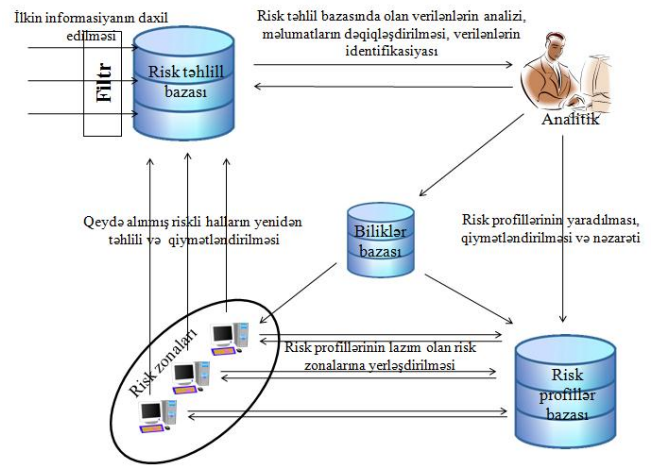 İlkin informasiyanın daxil
edilməsi
Filtr
Risk təhlill
bazası
Risk təhlil bazasında olan verilənlərin analizi,
məlumatların dəqiqləşdirilməsi, verilənlərin
identifikasiyası
Analitik
Qeydə alınmış riskli halların yenidən
təhlili və qiymətləndirilməsi
Biliklər
bazası
Risk profillərinin yaradılması,
qiymətləndirilməsi və nəzarəti
Risk zonaları
Risk profillərinin lazım olan risk
zonalarına yerləşdirilməsi
Risk
profillər
bazası